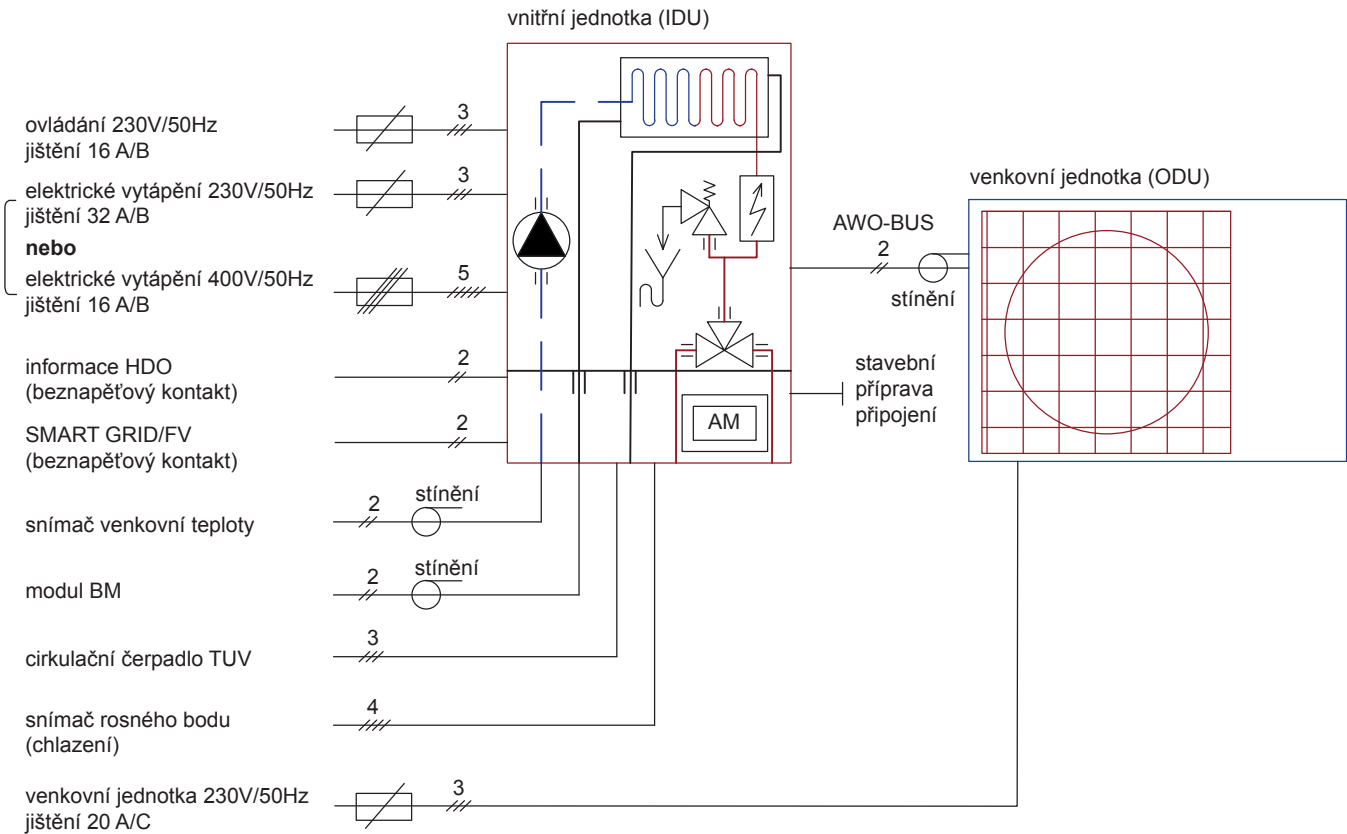 vnitřní jednotka (IDU)
ovládání 230V/50Hz
jištění 16 A/B
3
elektrické vytápění 230V/50Hz
jištění 32 A/B
3
nebo
elektrické vytápění 400V/50Hz
jištění 16 A/B
5
informace HDO
(beznapěťový kontakt)
2
SMART GRID/FV
(beznapěťový kontakt)
2
snímač venkovní teploty
2
stínění
modul BM
2
stínění
cirkulační čerpadlo TUV
3
snímač rosného bodu
(chlazení)
4
venkovní jednotka 230V/50Hz
jištění 20 A/C
3
AM
AWO-BUS
2
stínění
stavební
příprava
připojení
venkovní jednotka (ODU)